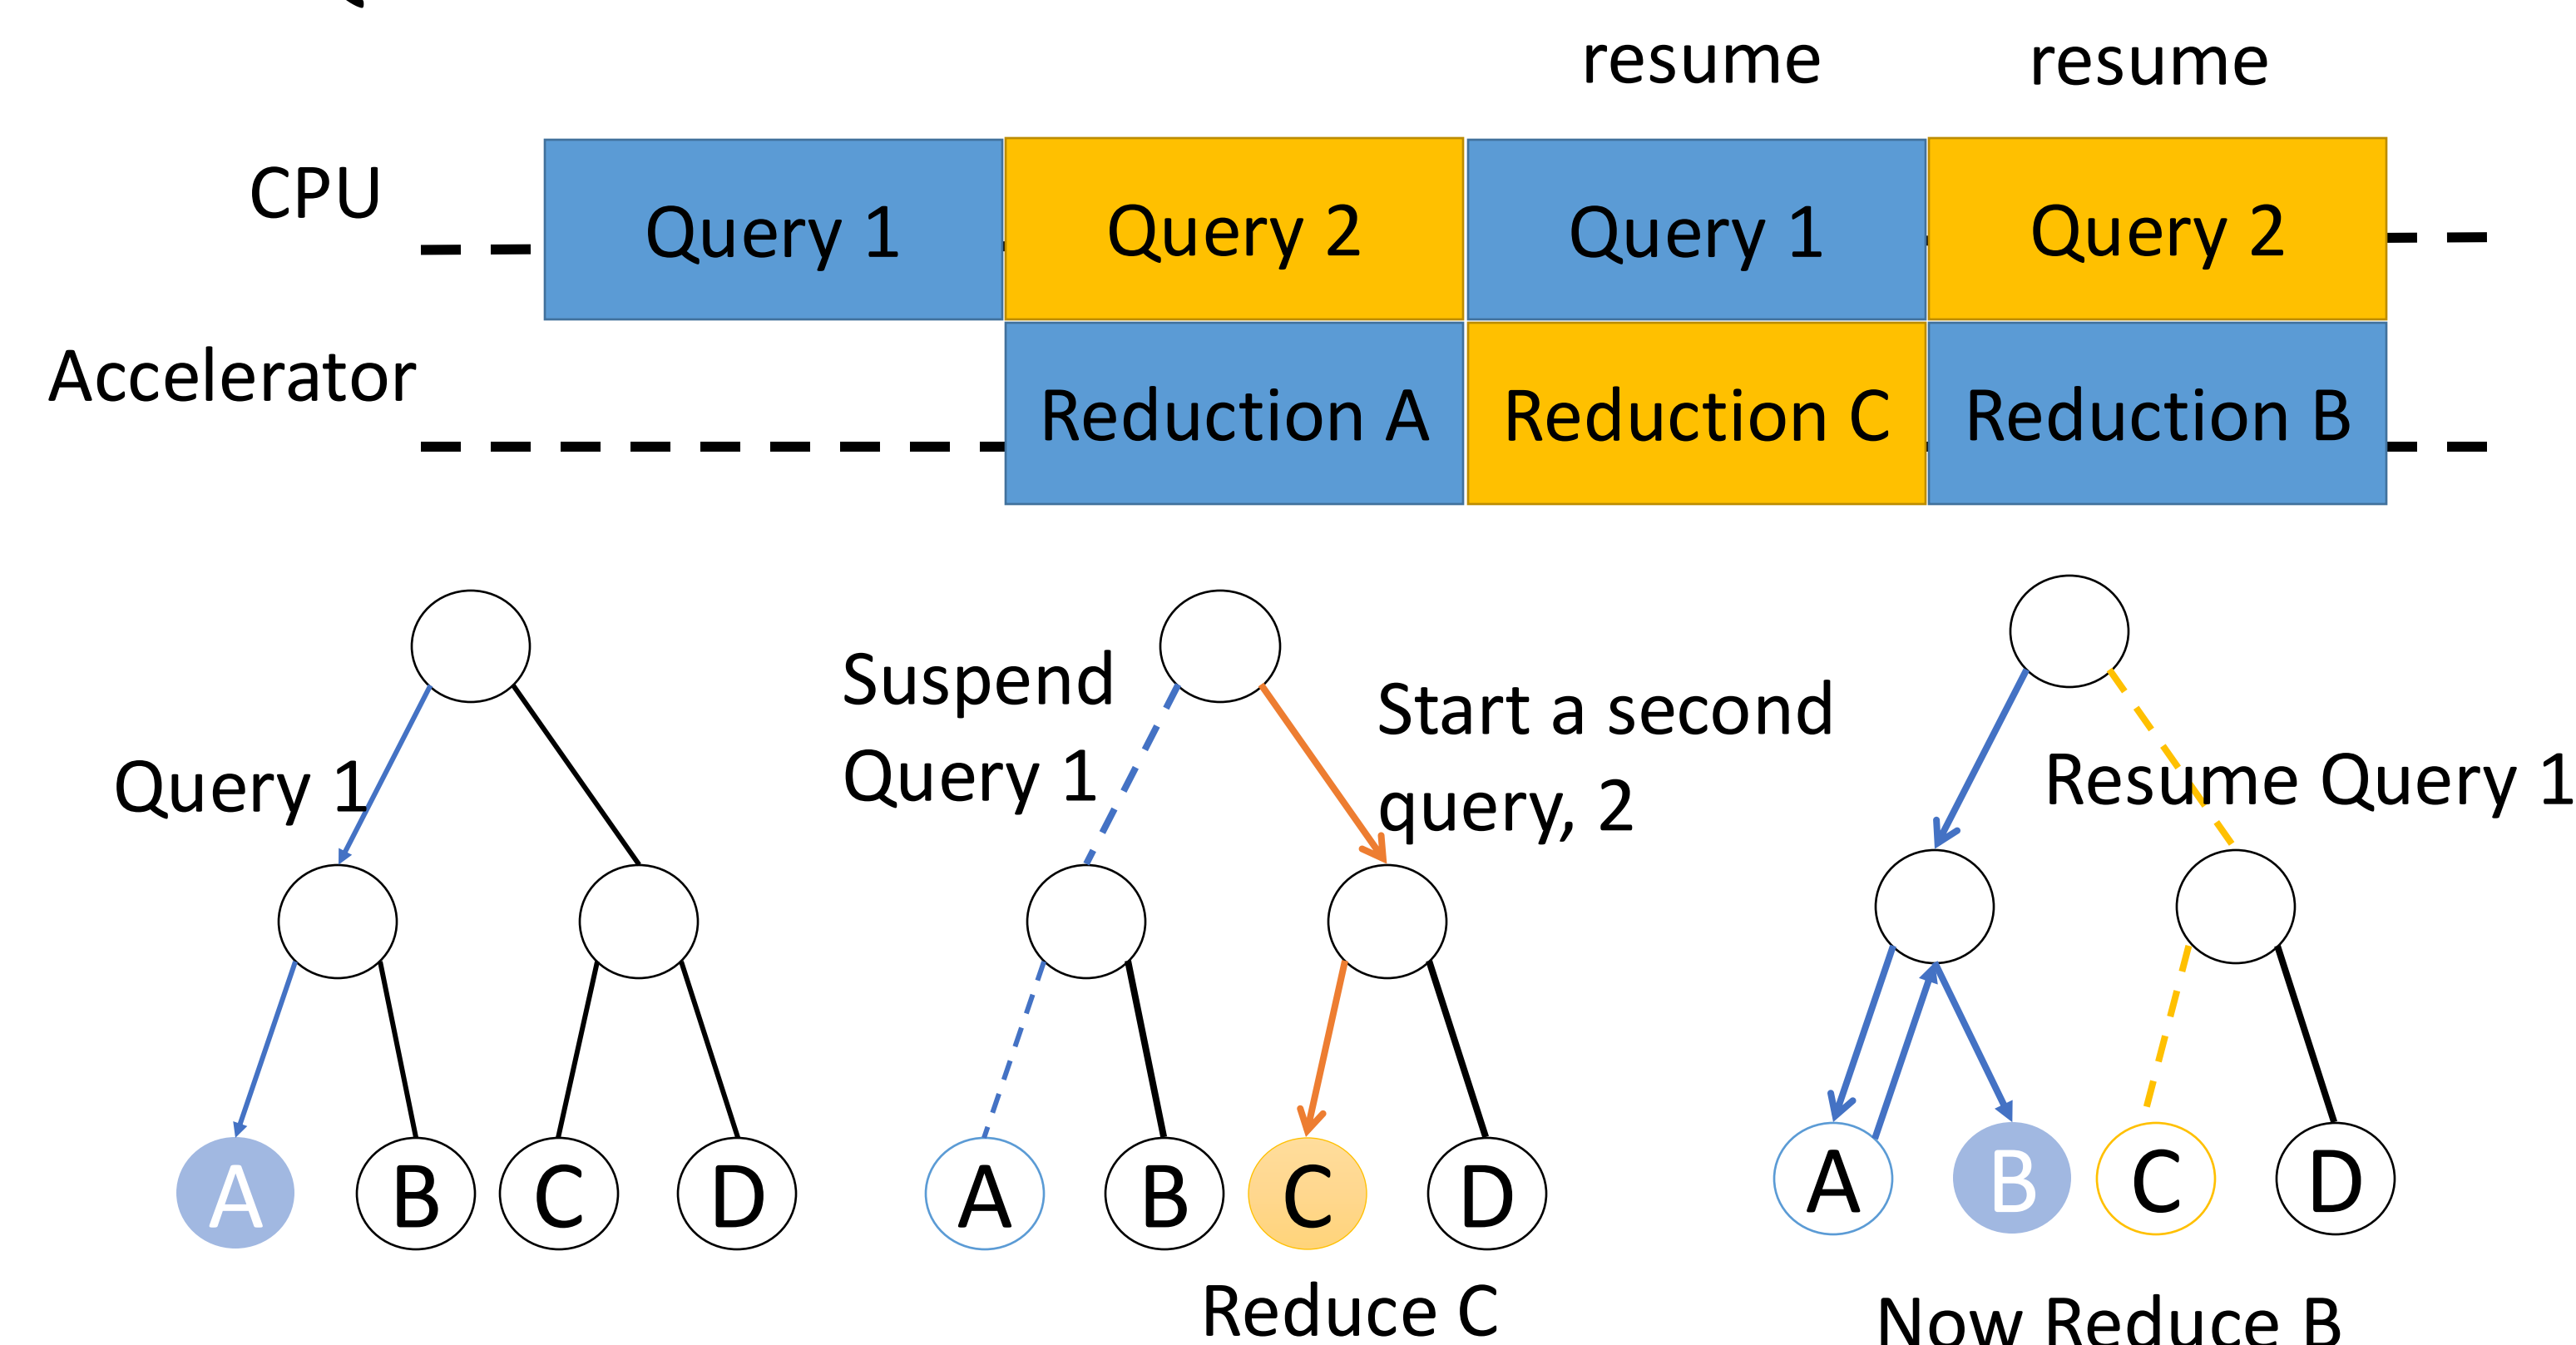 resume resume
CPU
Query 1 Query 2 Query 1 Query 2
Accelerator
Reduction A Reduction C Reduction B
Query 1
Suspend
Query 1
Start a second
query, 2
Resume Query 1
A B C D
A B C D
A B C D
Reduce C
Now Reduce B